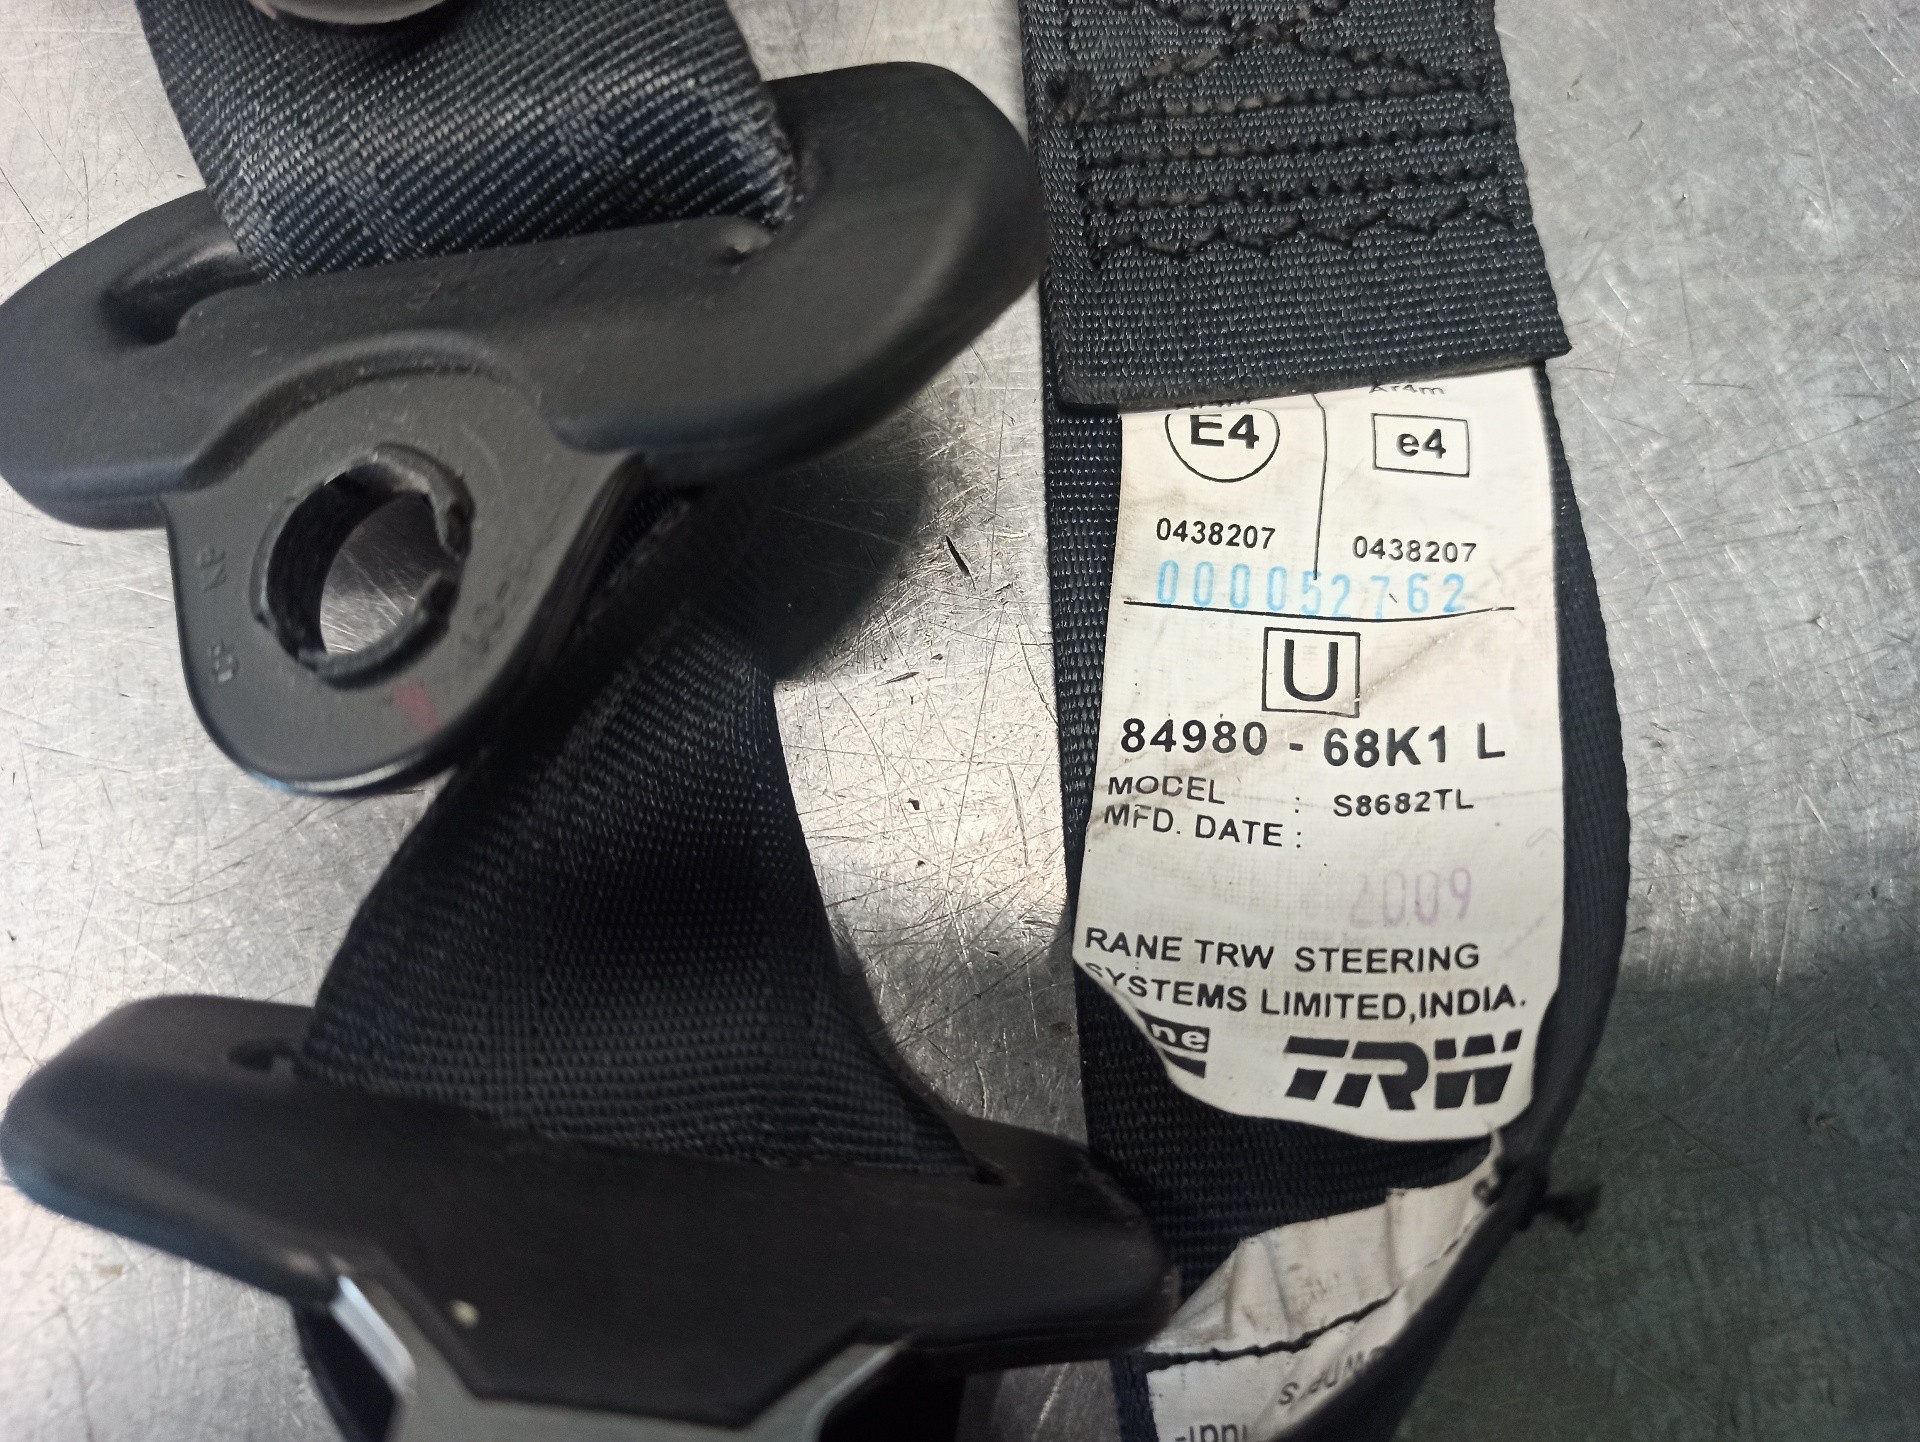 Ar4m
E4
e4
0438207
0438207
000052762
U
84980 - 68K1 L
MODEL : S8682TL
MFD. DATE :
2009
RANE TRW STEERING
SYSTEMS LIMITED,INDIA.
TRW